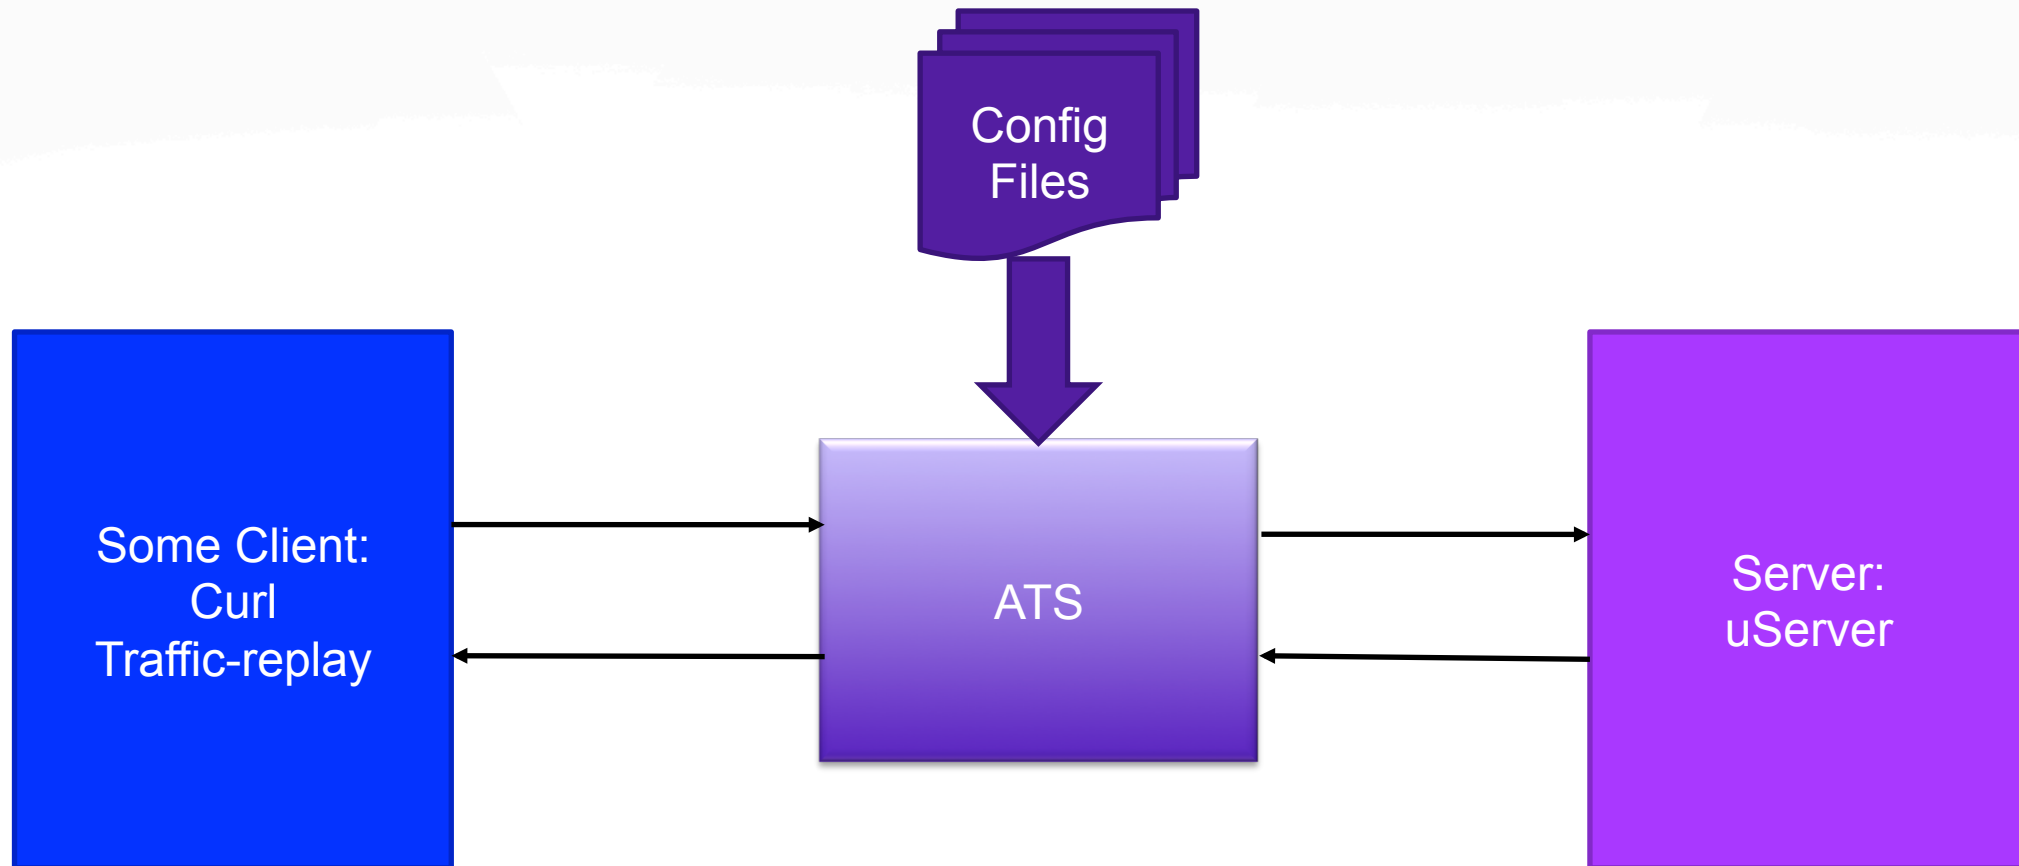 Config
Files
Some Client:
Curl
Traffic-replay
ATS
Server:
uServer